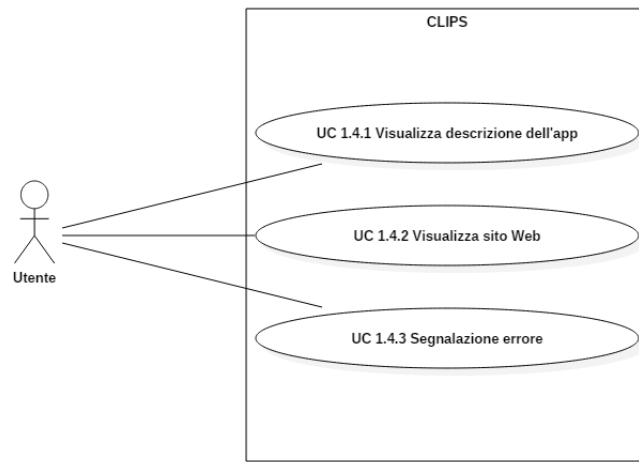 CLIPS
UC 1.4.1 Visualizza descrizione dell'app
UC 1.4.2 Visualizza sito Web
Utente
UC 1.4.3 Segnalazione errore